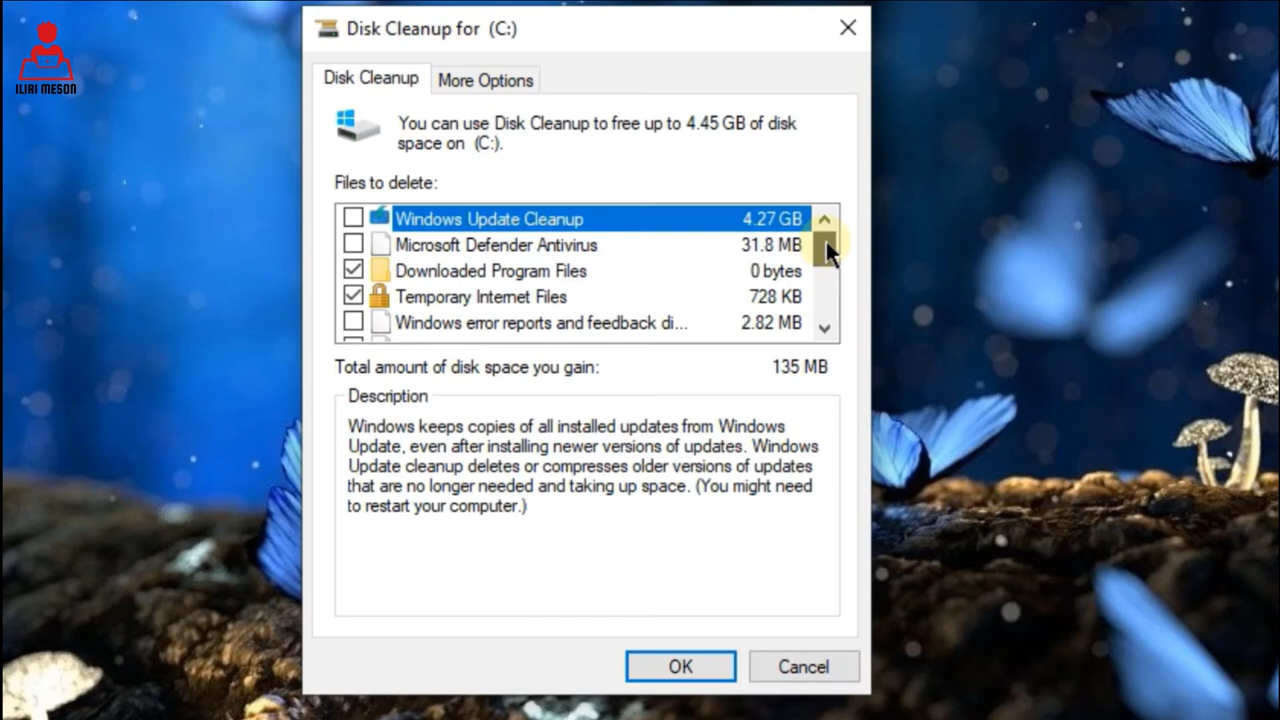 ILIRI MESON
Disk Cleanup for (C:)
Disk Cleanup
More Options
You can use Disk Cleanup to free up to 4.45 GB of disk
space on (C:).
Files to delete:
Windows Update Cleanup 4.27 GB
Microsoft Defender Antivirus 31.8 MB
Downloaded Program Files 0 bytes
Temporary Internet Files 728 KB
Windows error reports and feedback di... 2.82 MB
Total amount of disk space you gain: 135 MB
Description
Windows keeps copies of all installed updates from Windows
Update, even after installing newer versions of updates. Windows
Update cleanup deletes or compresses older versions of updates
that are no longer needed and taking up space. (You might need
to restart your computer.)
OK
Cancel